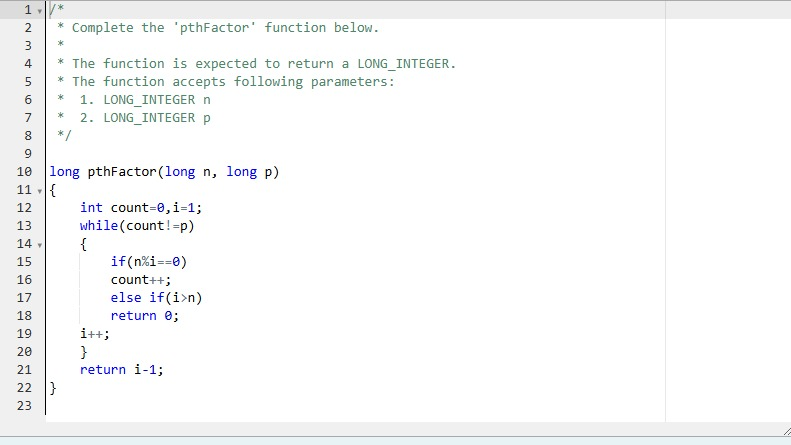 1 /*
2  * Complete the 'pthFactor' function below.
3  *
4  * The function is expected to return a LONG_INTEGER.
5  * The function accepts following parameters:
6  *  1. LONG_INTEGER n
7  *  2. LONG_INTEGER p
8  */
9
10 long pthFactor(long n, long p)
11 {
12     int count=0,i=1;
13     while(count!=p)
14     {
15         if(n%i==0)
16         count++;
17         else if(i>n)
18         return 0;
19     i++;
20     }
21     return i-1;
22 }
23